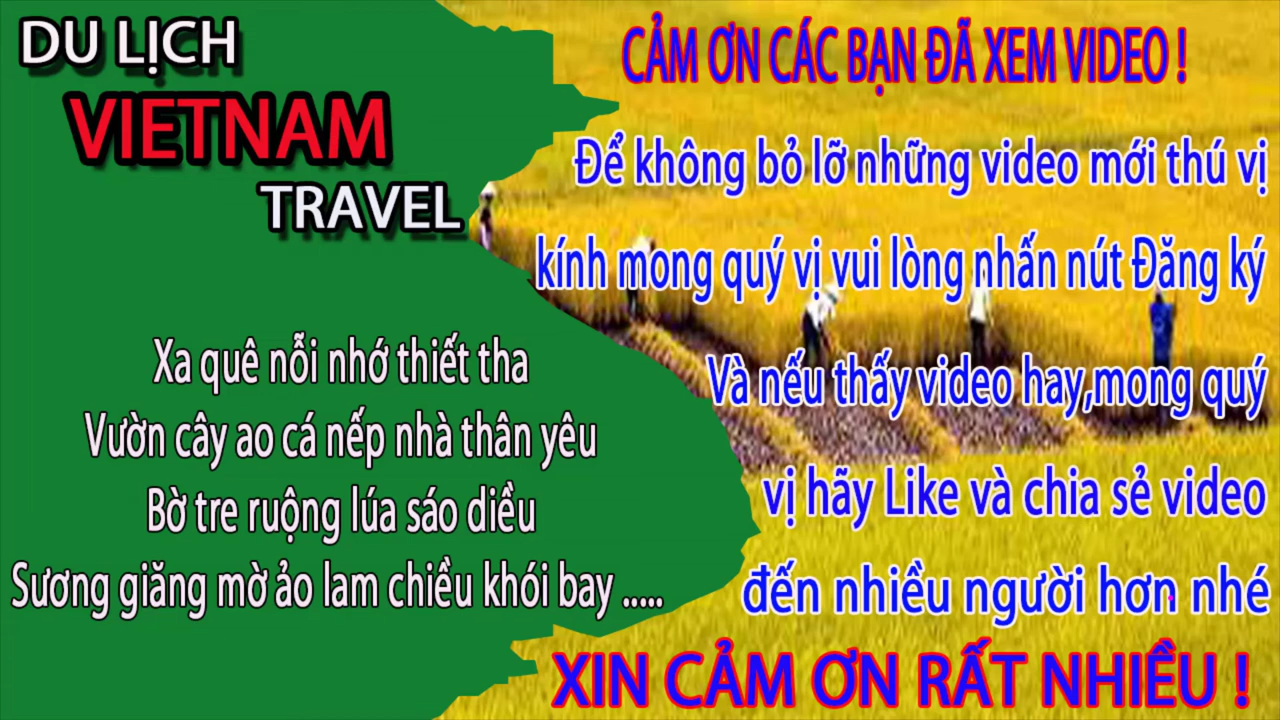 DU LỊCH
VIETNAM
TRAVEL
Xa quê nỗi nhớ thiết tha
Vườn cây ao cá nếp nhà thân yêu
Bờ tre ruộng lúa sáo diều
Sương giăng mờ ảo lam chiều khói bay .....
CẢM ƠN CÁC BẠN ĐÃ XEM VIDEO !
Để không bỏ lỡ những video mới thú vị
kính mong quý vị vui lòng nhấn nút Đăng ký
Và nếu thấy video hay,mong quý
vị hãy Like và chia sẻ video
đến nhiều người hơn nhé
XIN CẢM ƠN RẤT NHIỀU !